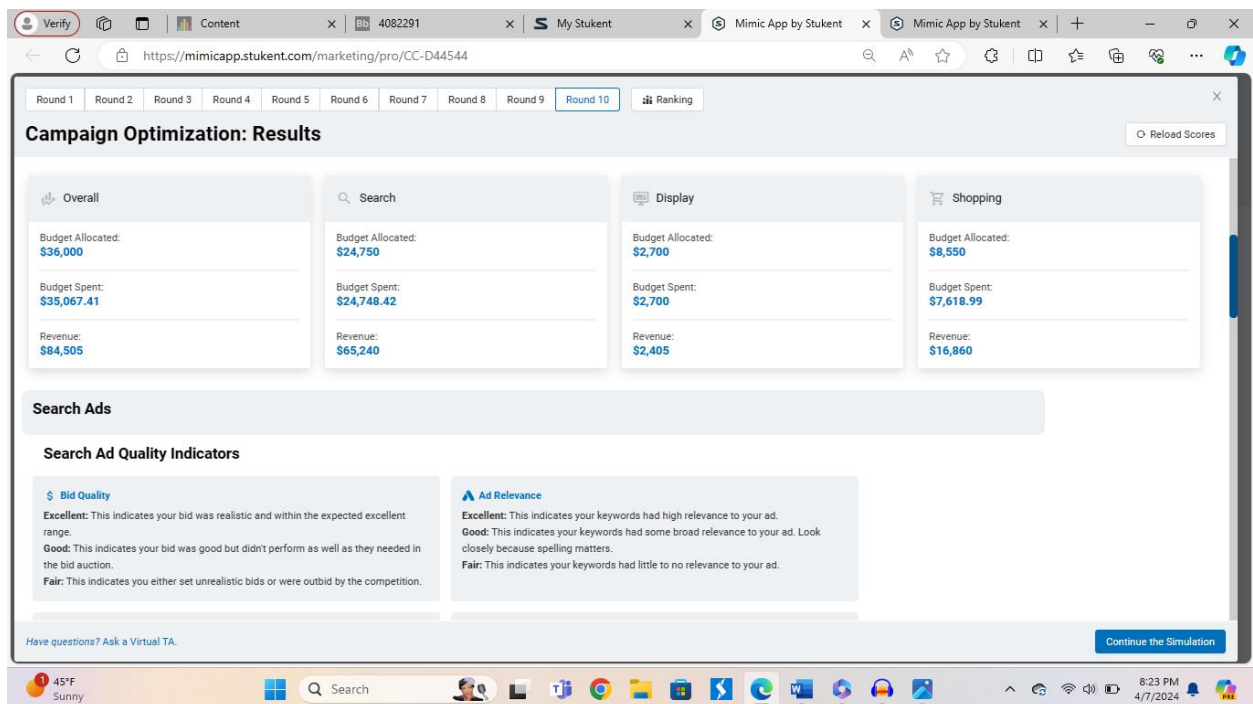 Verify
Content
Bb 4082291
My Stukent
Mimic App by Stukent
Mimic App by Stukent
https://mimicapp.stukent.com/marketing/pro/CC-D44544
Round 1 Round 2 Round 3 Round 4 Round 5 Round 6 Round 7 Round 8 Round 9 Round 10 Ranking
Campaign Optimization: Results
Reload Scores
Overall
Budget Allocated:
$36,000
Budget Spent:
$35,067.41
Revenue:
$84,505
Search
Budget Allocated:
$24,750
Budget Spent:
$24,748.42
Revenue:
$65,240
Display
Budget Allocated:
$2,700
Budget Spent:
$2,700
Revenue:
$2,405
Shopping
Budget Allocated:
$8,550
Budget Spent:
$7,618.99
Revenue:
$16,860
Search Ads
Search Ad Quality Indicators
$ Bid Quality
Excellent: This indicates your bid was realistic and within the expected excellent
range.
Good: This indicates your bid was good but didn't perform as well as they needed in
the bid auction.
Fair: This indicates you either set unrealistic bids or were outbid by the competition.
Ad Relevance
Excellent: This indicates your keywords had high relevance to your ad.
Good: This indicates your keywords had some broad relevance to your ad. Look
closely because spelling matters.
Fair: This indicates your keywords had little to no relevance to your ad.
Have questions? Ask a Virtual TA.
Continue the Simulation
1
45°F
Sunny
Search
8:23 PM
4/7/2024
PRE